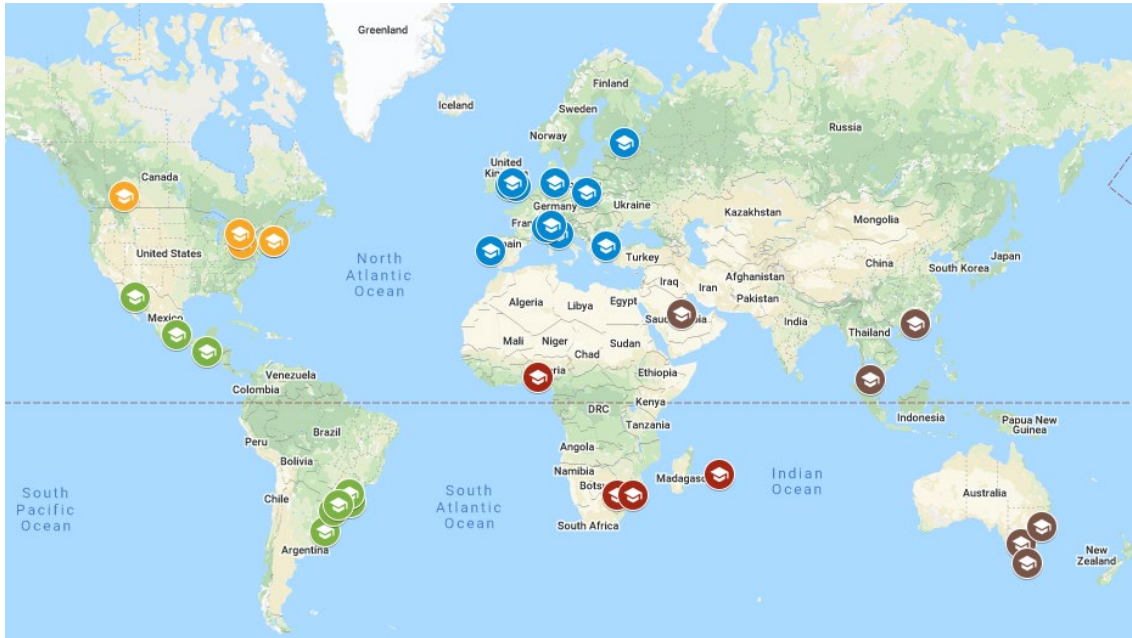 Greenland
Iceland
Finland
Sweden
Norway
Russia
United
Canada
Germany
Ukraine
Kazakhstan
Mongolia
United States
Turkey
North
Atlantic
Ocean
China
South Korea
Japan
Iraq
Iran
Afghanistan
Pakistan
Algeria
Libya
Egypt
Mexico
India
Thailand
Mali
Niger
Chad
Sudan
Venezuela
Colombia
Ethiopia
Kenya
DRC
Tanzania
Indonesia
Papua New
Guinea
Brazil
Peru
Bolivia
Angola
Namibia
Indian
Ocean
South
Pacific
Ocean
Chile
South
Atlantic
Ocean
Australia
South Africa
Argentina
New
Zealand